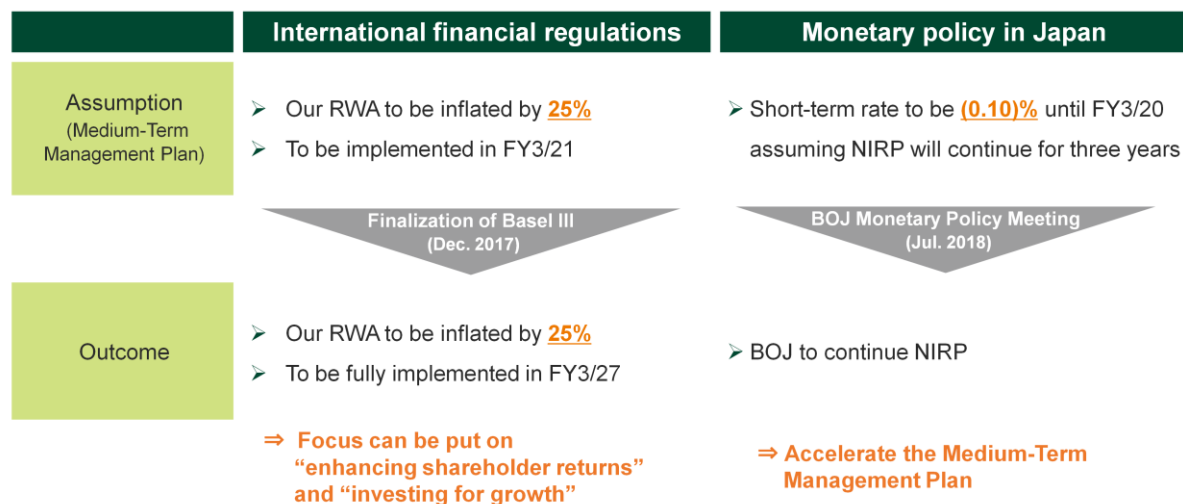 International financial regulations
Monetary policy in Japan
Assumption
(Medium-Term
Management Plan)
➢ Our RWA to be inflated by 25%
➢ To be implemented in FY3/21
➢ Short-term rate to be (0.10)% until FY3/20
assuming NIRP will continue for three years
Finalization of Basel III
(Dec. 2017)
BOJ Monetary Policy Meeting
(Jul. 2018)
Outcome
➢ Our RWA to be inflated by 25%
➢ To be fully implemented in FY3/27
➢ BOJ to continue NIRP
⇒ Focus can be put on
“enhancing shareholder returns”
and “investing for growth”
⇒ Accelerate the Medium-Term
Management Plan